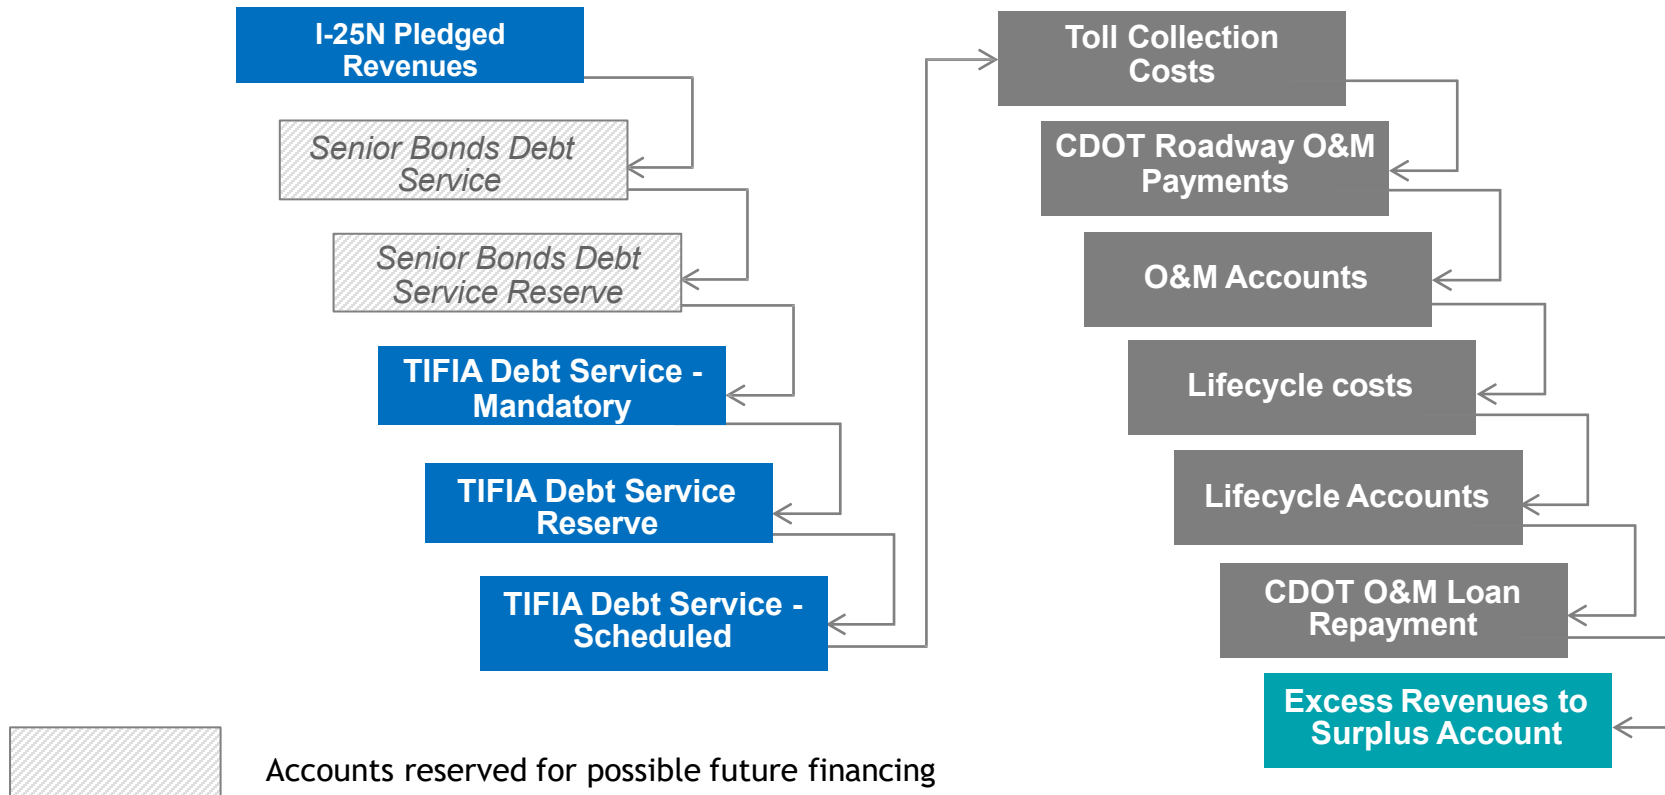 I-25N Pledged
Revenues
Senior Bonds Debt
Service
Senior Bonds Debt
Service Reserve
TIFIA Debt Service -
Mandatory
TIFIA Debt Service
Reserve
TIFIA Debt Service -
Scheduled
Toll Collection
Costs
CDOT Roadway O&M
Payments
O&M Accounts
Lifecycle costs
Lifecycle Accounts
CDOT O&M Loan
Repayment
Excess Revenues to
Surplus Account
Accounts reserved for possible future financing